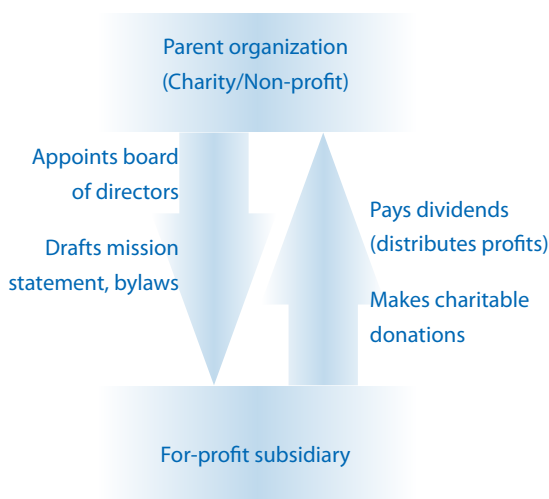 Parent organization
(Charity/Non-profit)
Appoints board
of directors
Drafts mission
statement, bylaws
Pays dividends
(distributes profits)
Makes charitable
donations
For-profit subsidiary